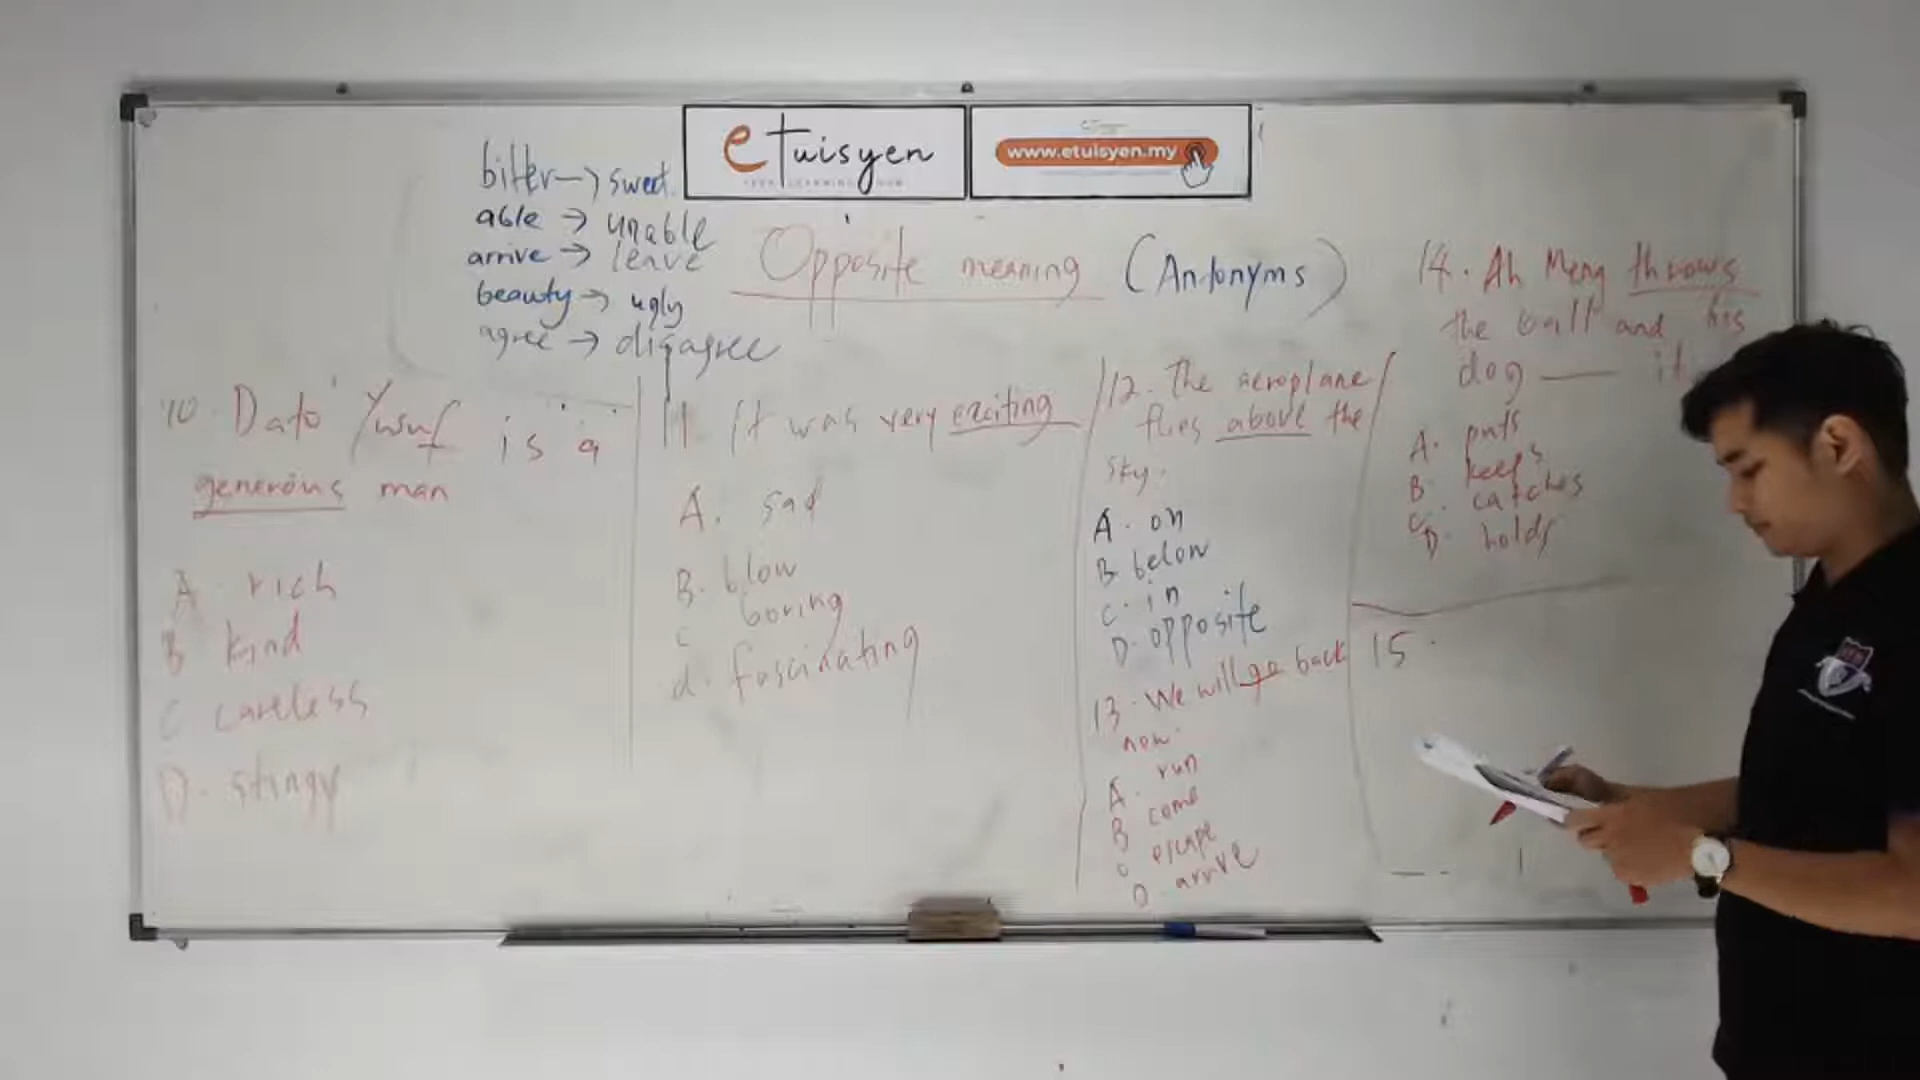 eTuisyen
www.etuisyen.my
bitter → sweet
able → unable
arrive → leave
beauty → ugly
agree → disagree
Opposite meaning (Antonyms)
10. Dato' Yusuf is a
generous man
A. rich
B kind
C careless
D. stingy
11. It was very exciting
A. sad
B. blow
C boring
d. fascinating
12. The aeroplane
flies above the
sky.
A. on
B. below
C. in
D. opposite
13. We will go back
now.
A. run
B come
C escape
D arrive
14. Ah Meng throws
the ball and his
dog ___ it
A. puts
B. keeps
C. catches
D. holds
15.